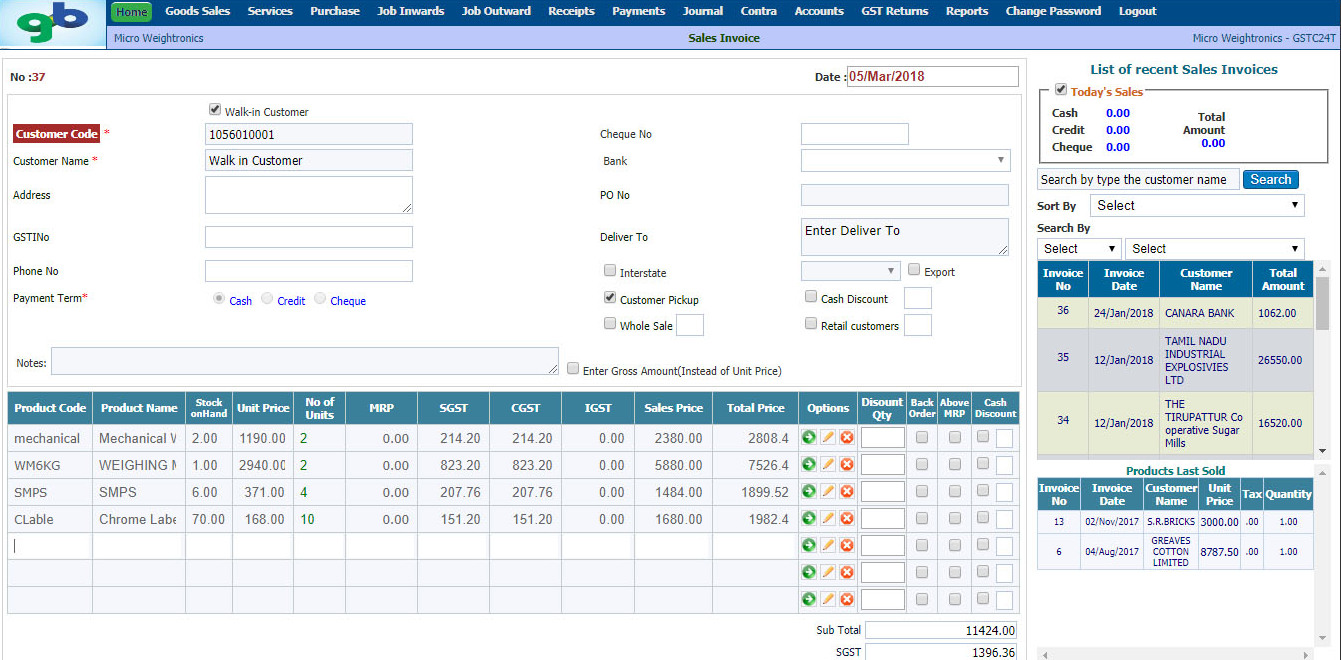 gb
Home Goods Sales Services Purchase Job Inwards Job Outward Receipts Payments Journal Contra Accounts GST Returns Reports Change Password Logout
Micro Weightronics Sales Invoice Micro Weightronics - GSTC24T
No :37 Date : 05/Mar/2018
Walk-in Customer
Customer Code * 1056010001 Cheque No
Customer Name * Walk in Customer Bank
Address PO No
GSTINo Deliver To Enter Deliver To
Phone No Interstate Export
Payment Term* Cash Credit Cheque Customer Pickup Cash Discount
Whole Sale Retail customers
Notes: Enter Gross Amount(Instead of Unit Price)
Product Code Product Name Stock onHand Unit Price No of Units MRP SGST CGST IGST Sales Price Total Price Options Disount Qty Back Order Above MRP Cash Discount
mechanical Mechanical W 2.00 1190.00 2 0.00 214.20 214.20 0.00 2380.00 2808.4
WM6KG WEIGHING M 1.00 2940.00 2 0.00 823.20 823.20 0.00 5880.00 7526.4
SMPS SMPS 6.00 371.00 4 0.00 207.76 207.76 0.00 1484.00 1899.52
CLable Chrome Labe 70.00 168.00 10 0.00 151.20 151.20 0.00 1680.00 1982.4
Sub Total 11424.00
SGST 1396.36
List of recent Sales Invoices
Today's Sales
Cash 0.00 Total
Credit 0.00 Amount
Cheque 0.00 0.00
Search by type the customer name Search
Sort By Select
Search By
Select Select
Invoice No Invoice Date Customer Name Total Amount
36 24/Jan/2018 CANARA BANK 1062.00
35 12/Jan/2018 TAMIL NADU INDUSTRIAL EXPLOSIVIES LTD 26550.00
34 12/Jan/2018 THE TIRUPATTUR Co operative Sugar Mills 16520.00
Products Last Sold
Invoice No Invoice Date Customer Name Unit Price Tax Quantity
13 02/Nov/2017 S.R.BRICKS 3000.00 .00 1.00
6 04/Aug/2017 GREAVES COTTON LIMITED 8787.50 .00 1.00